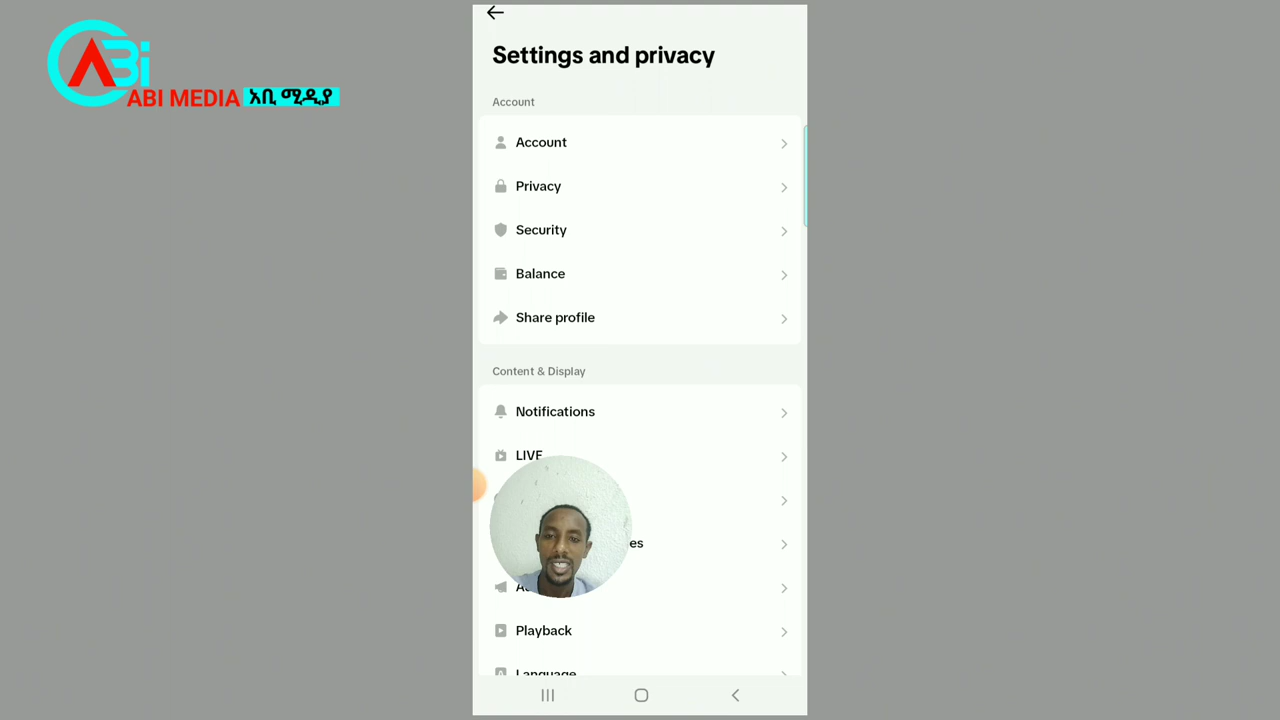 ABI
ABI MEDIA አቢ ሚዲያ
Settings and privacy
Account
Account
Privacy
Security
Balance
Share profile
Content & Display
Notifications
LIVE
es
Playback
Language